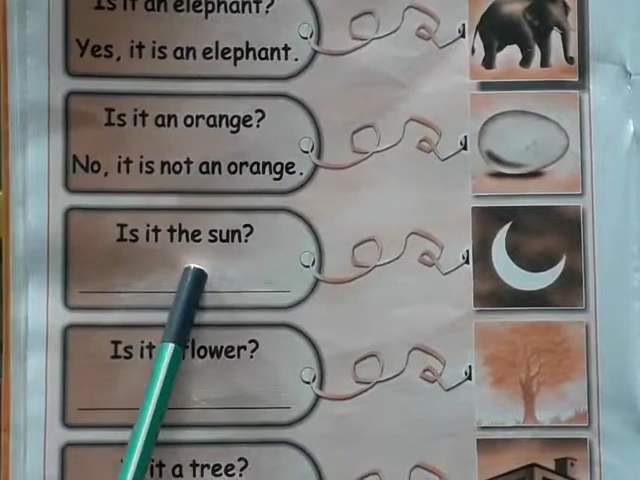 Is it an elephant?
Yes, it is an elephant.
Is it an orange?
No, it is not an orange.
Is it the sun?
Is it flower?
it a tree?